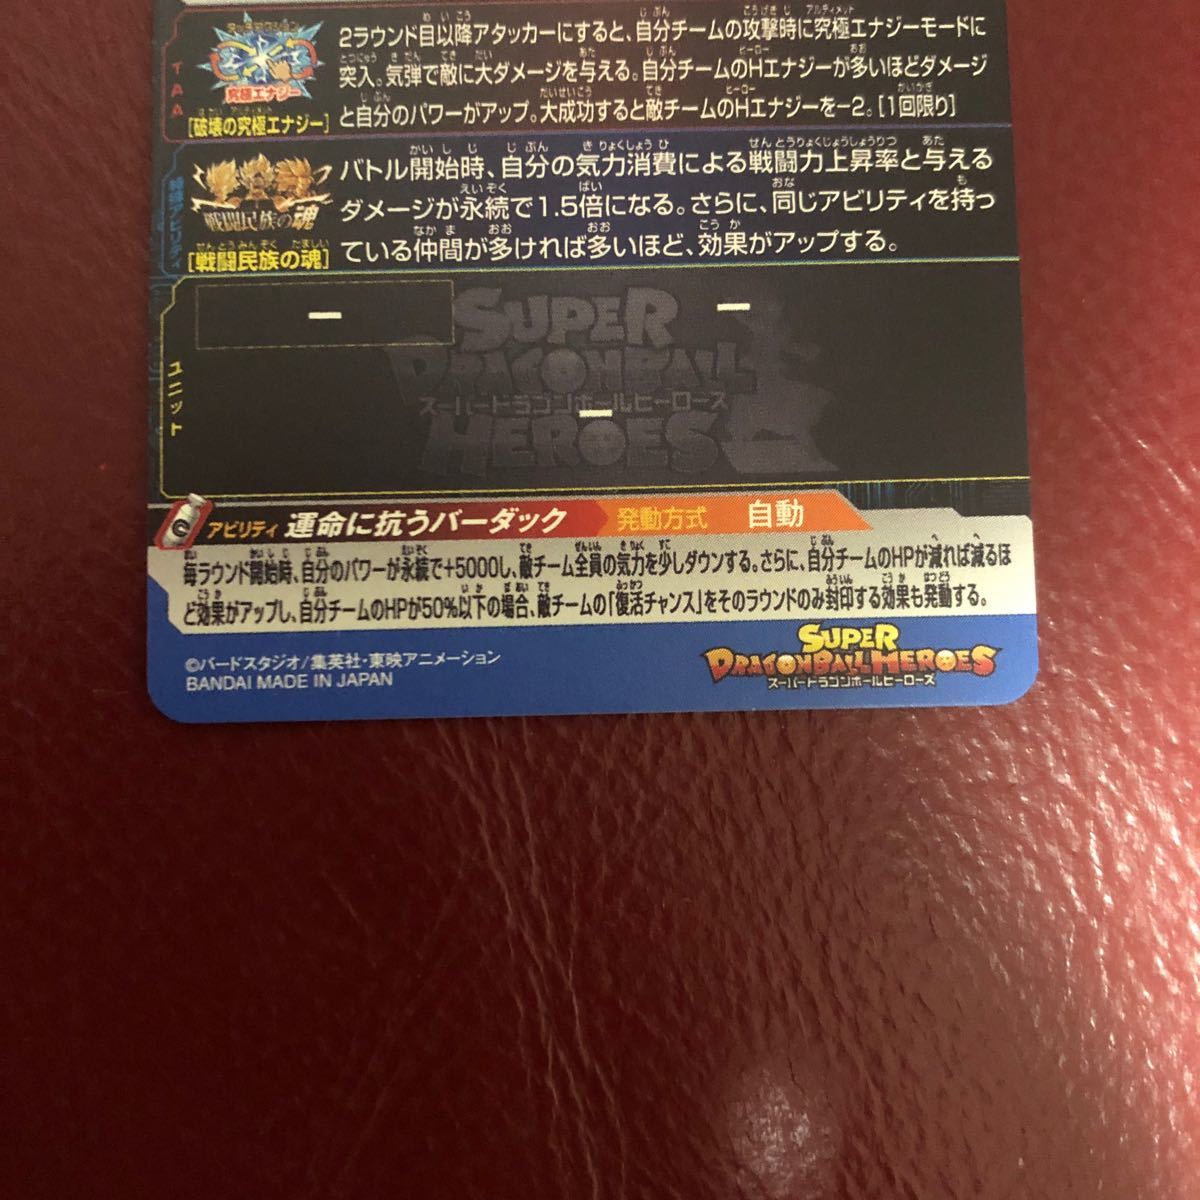 2ラウンド目以降アタッカーにすると、自分チームの攻撃時に究極エナジーモードに
突入。気弾で敵に大ダメージを与える。自分チームのHエナジーが多いほどダメージ
と自分のパワーがアップ。大成功すると敵チームのHエナジーを−2。[1回限り]
究極エナジー
[破壊の究極エナジー]
TAA
バトル開始時、自分の気力消費による戦闘力上昇率と与える
ダメージが永続で1.5倍になる。さらに、同じアビリティを持っ
ている仲間が多ければ多いほど、効果がアップする。
戦闘民族の魂
[戦闘民族の魂]
ユニット
SUPER
DRAGONBALL
スーパードラゴンボールヒーローズ
HEROES
アビリティ 運命に抗うバーダック 発動方式 自動
毎ラウンド開始時、自分のパワーが永続で+5000し、敵チーム全員の気力を少しダウンする。さらに、自分チームのHPが減れば減るほ
ど効果がアップし、自分チームのHPが50%以下の場合、敵チームの「復活チャンス」をそのラウンドのみ封印する効果も発動する。
©バードスタジオ/集英社・東映アニメーション
BANDAI MADE IN JAPAN
SUPER
DRAGONBALL HEROES
スーパードラゴンボールヒーローズ